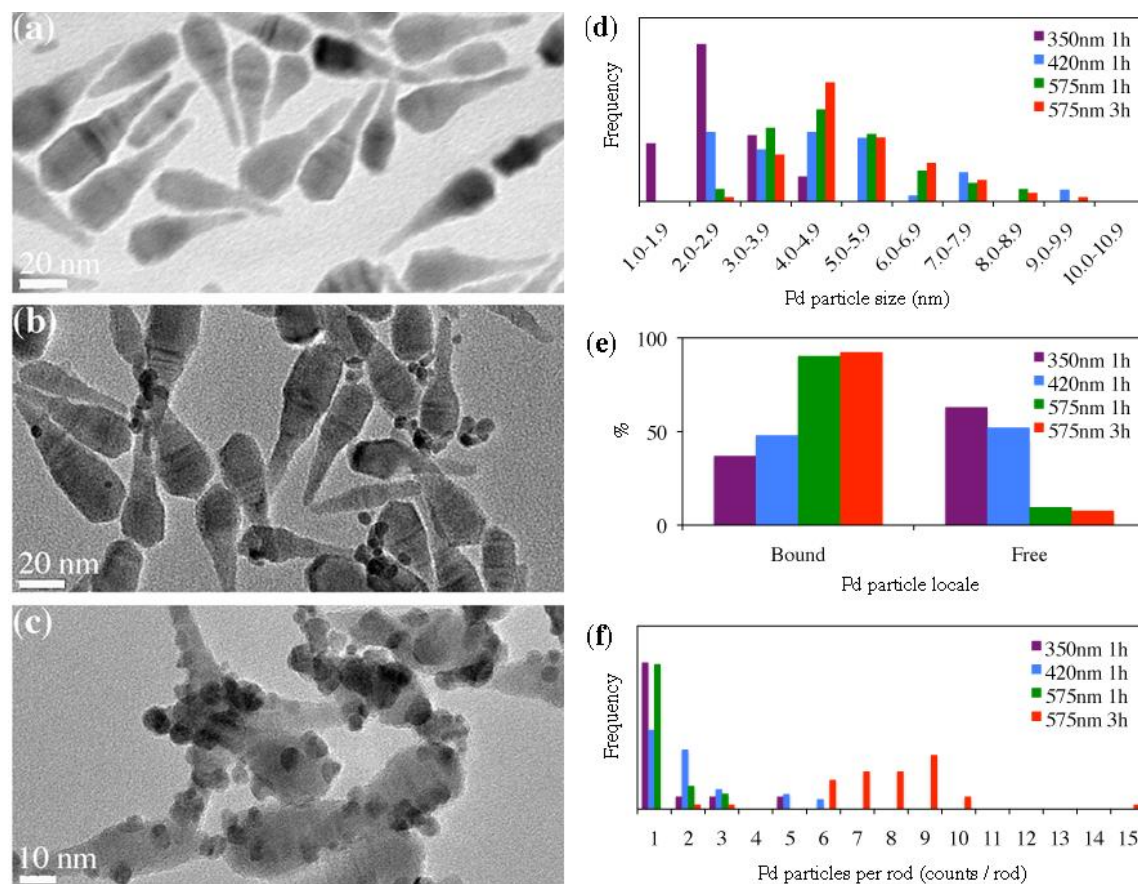 (a)
20 nm
(b)
20 nm
(c)
10 nm
(d)
Frequency
350nm 1h
420nm 1h
575nm 1h
575nm 3h
1.0-1.9
2.0-2.9
3.0-3.9
4.0-4.9
5.0-5.9
6.0-6.9
7.0-7.9
8.0-8.9
9.0-9.9
10.0-10.9
Pd particle size (nm)
(e)
%
100
50
0
350nm 1h
420nm 1h
575nm 1h
575nm 3h
Bound Free
Pd particle locale
(f)
Frequency
350nm 1h
420nm 1h
575nm 1h
575nm 3h
1 2 3 4 5 6 7 8 9 10 11 12 13 14 15
Pd particles per rod (counts / rod)